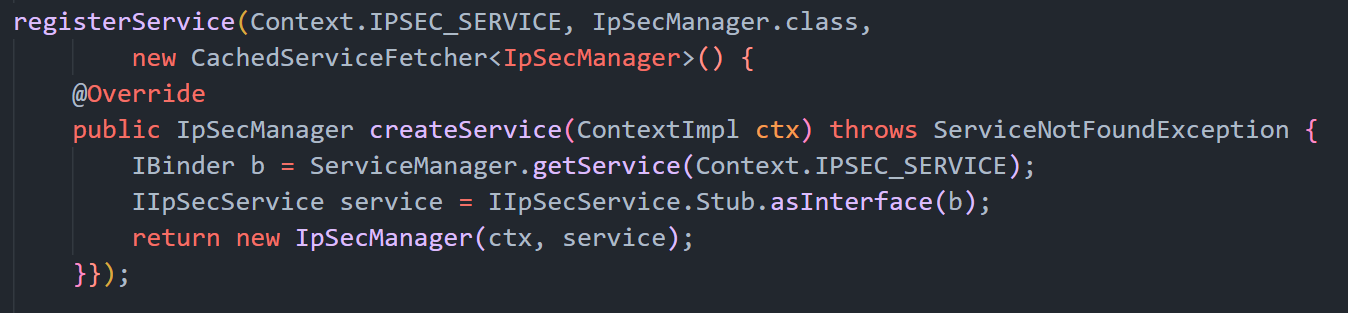 registerService(Context.IPSEC_SERVICE, IpSecManager.class,
new CachedServiceFetcher<IpSecManager>() {
@Override
public IpSecManager createService(ContextImpl ctx) throws ServiceNotFoundException {
IBinder b = ServiceManager.getService(Context.IPSEC_SERVICE);
IIpSecService service = IIpSecService.Stub.asInterface(b);
return new IpSecManager(ctx, service);
}});